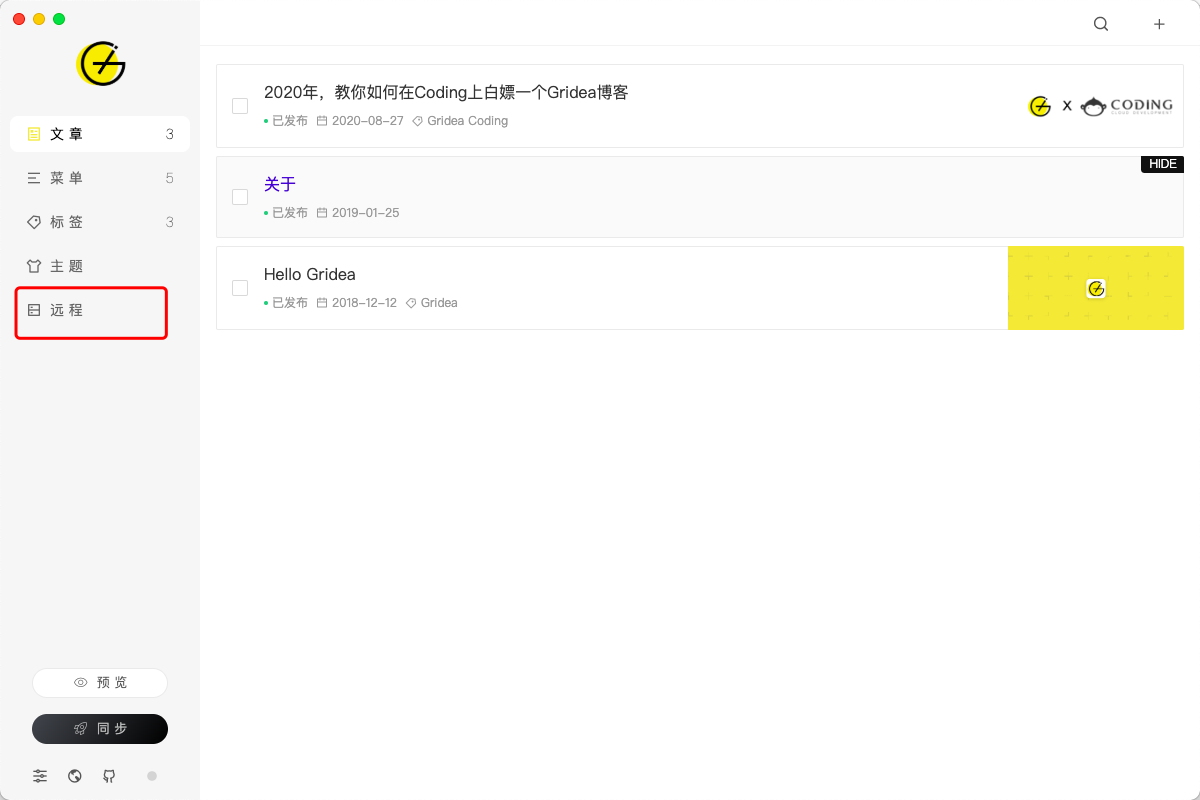 文章 3
菜单 5
标签 3
主题
远程
预览
同步
2020年，教你如何在Coding上白嫖一个Gridea博客
已发布 2020-08-27 Gridea Coding
X CODING
CLOUD DEVELOPMENT
HIDE
关于
已发布 2019-01-25
Hello Gridea
已发布 2018-12-12 Gridea